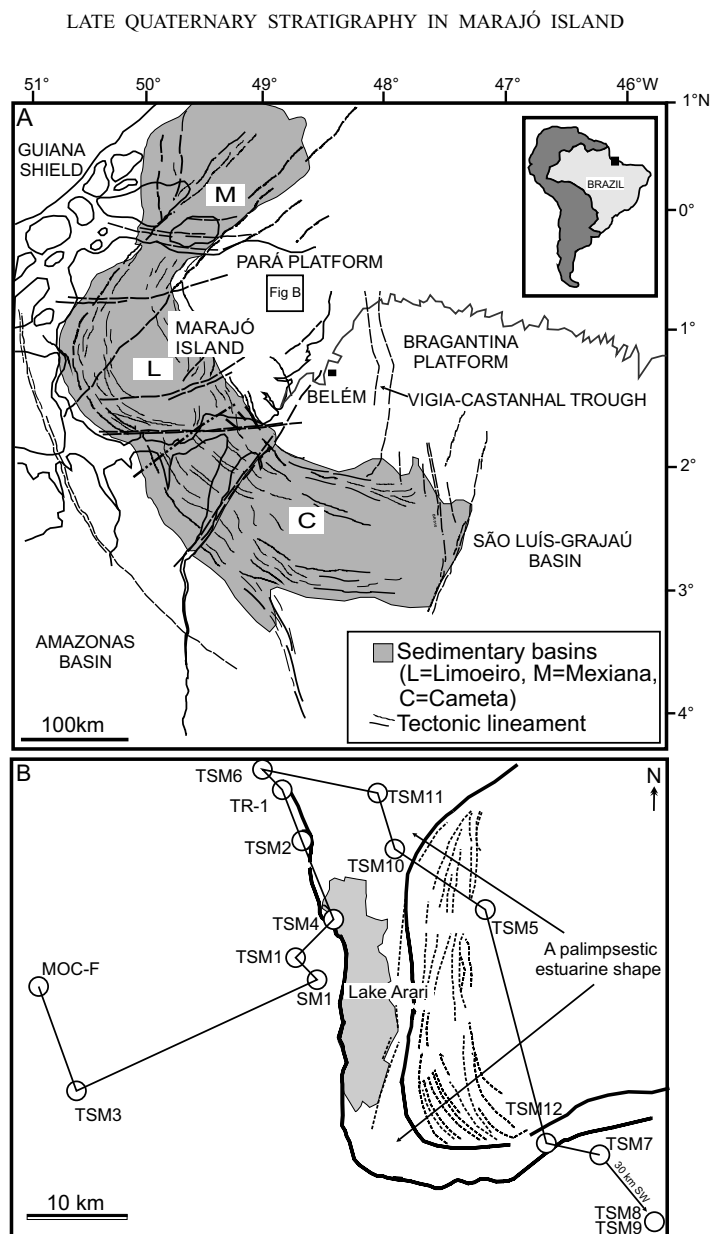 LATE QUATERNARY STRATIGRAPHY IN MARAJÓ ISLAND
51° 50° 49° 48° 47° 46°W
1°N
0°
1°
2°
3°
4°
A
GUIANA
SHIELD
M
BRAZIL
PARÁ PLATFORM
Fig B
MARAJÓ
ISLAND
L
BRAGANTINA
PLATFORM
BELÉM
VIGIA-CASTANHAL TROUGH
C
SÃO LUÍS-GRAJAÚ
BASIN
AMAZONAS
BASIN
Sedimentary basins
(L=Limoeiro, M=Mexiana,
C=Cameta)
Tectonic lineament
100km
B
N
TSM6
TR-1
TSM11
TSM2
TSM10
TSM4
TSM5
TSM1
A palimpsestic
estuarine shape
MOC-F
SM1
Lake Arari
TSM3
TSM12
TSM7
30 km SW
TSM8
TSM9
10 km